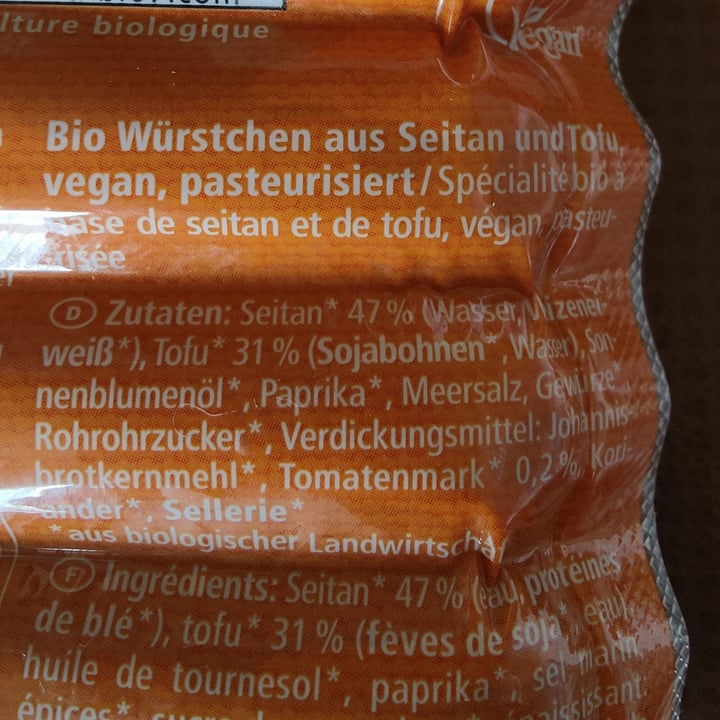 lture biologique
Végan
Bio Würstchen aus Seitan und Tofu,
vegan, pasteurisiert / Spécialité bio à
base de seitan et de tofu, végan, pasteu-
risée
D Zutaten: Seitan* 47 % (Wasser, Weizenei-
weiß*), Tofu* 31 % (Sojabohnen*, Wasser), Son-
nenblumenöl*, Paprika*, Meersalz, Gewürze*,
Rohrohrzucker*, Verdickungsmittel: Johannis-
brotkernmehl*, Tomatenmark* 0,2 %, Kori-
ander*, Sellerie*
*aus biologischer Landwirtscha
F Ingrédients: Seitan* 47 % (eau, protéines
de blé*), tofu* 31 % (fèves de soja*, eau),
huile de tournesol*, paprika*, sel marin,
épices*